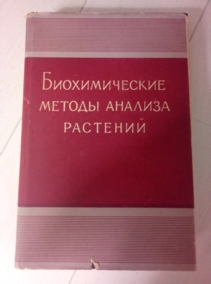 Биохимические
методы анализа
растений